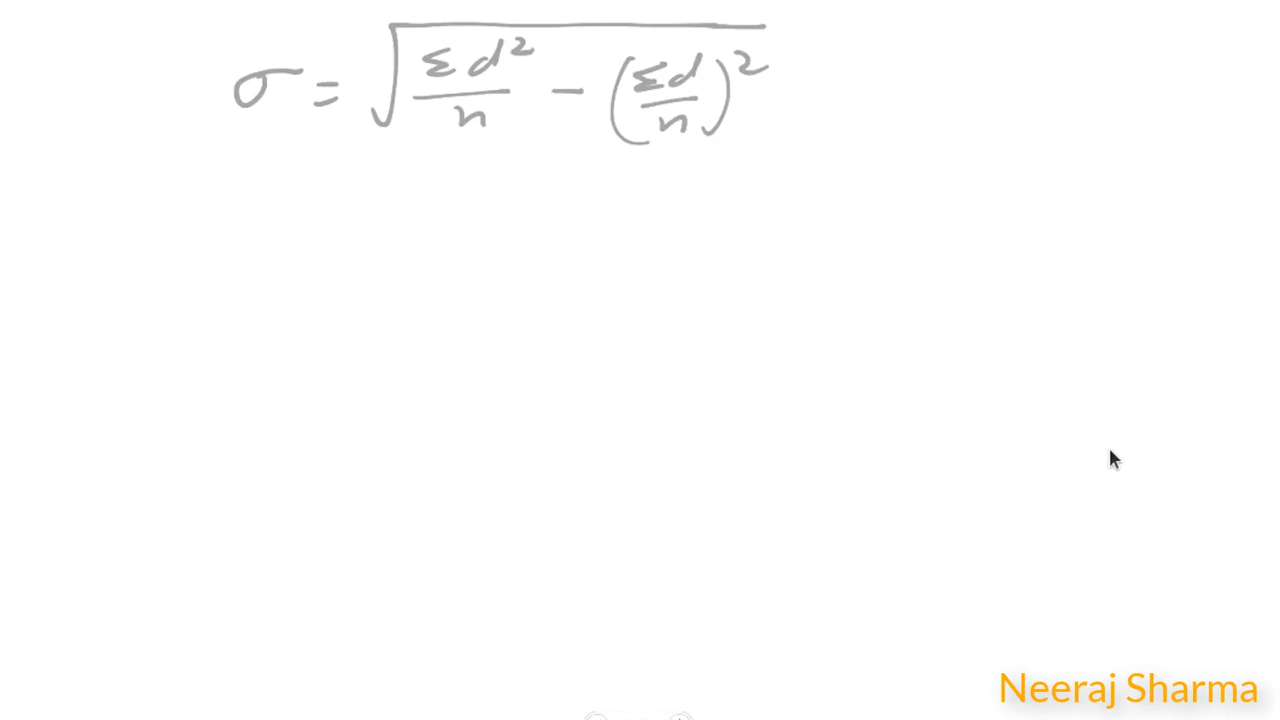 σ = √(Σd²/n − (Σd/n)²)
Neeraj Sharma